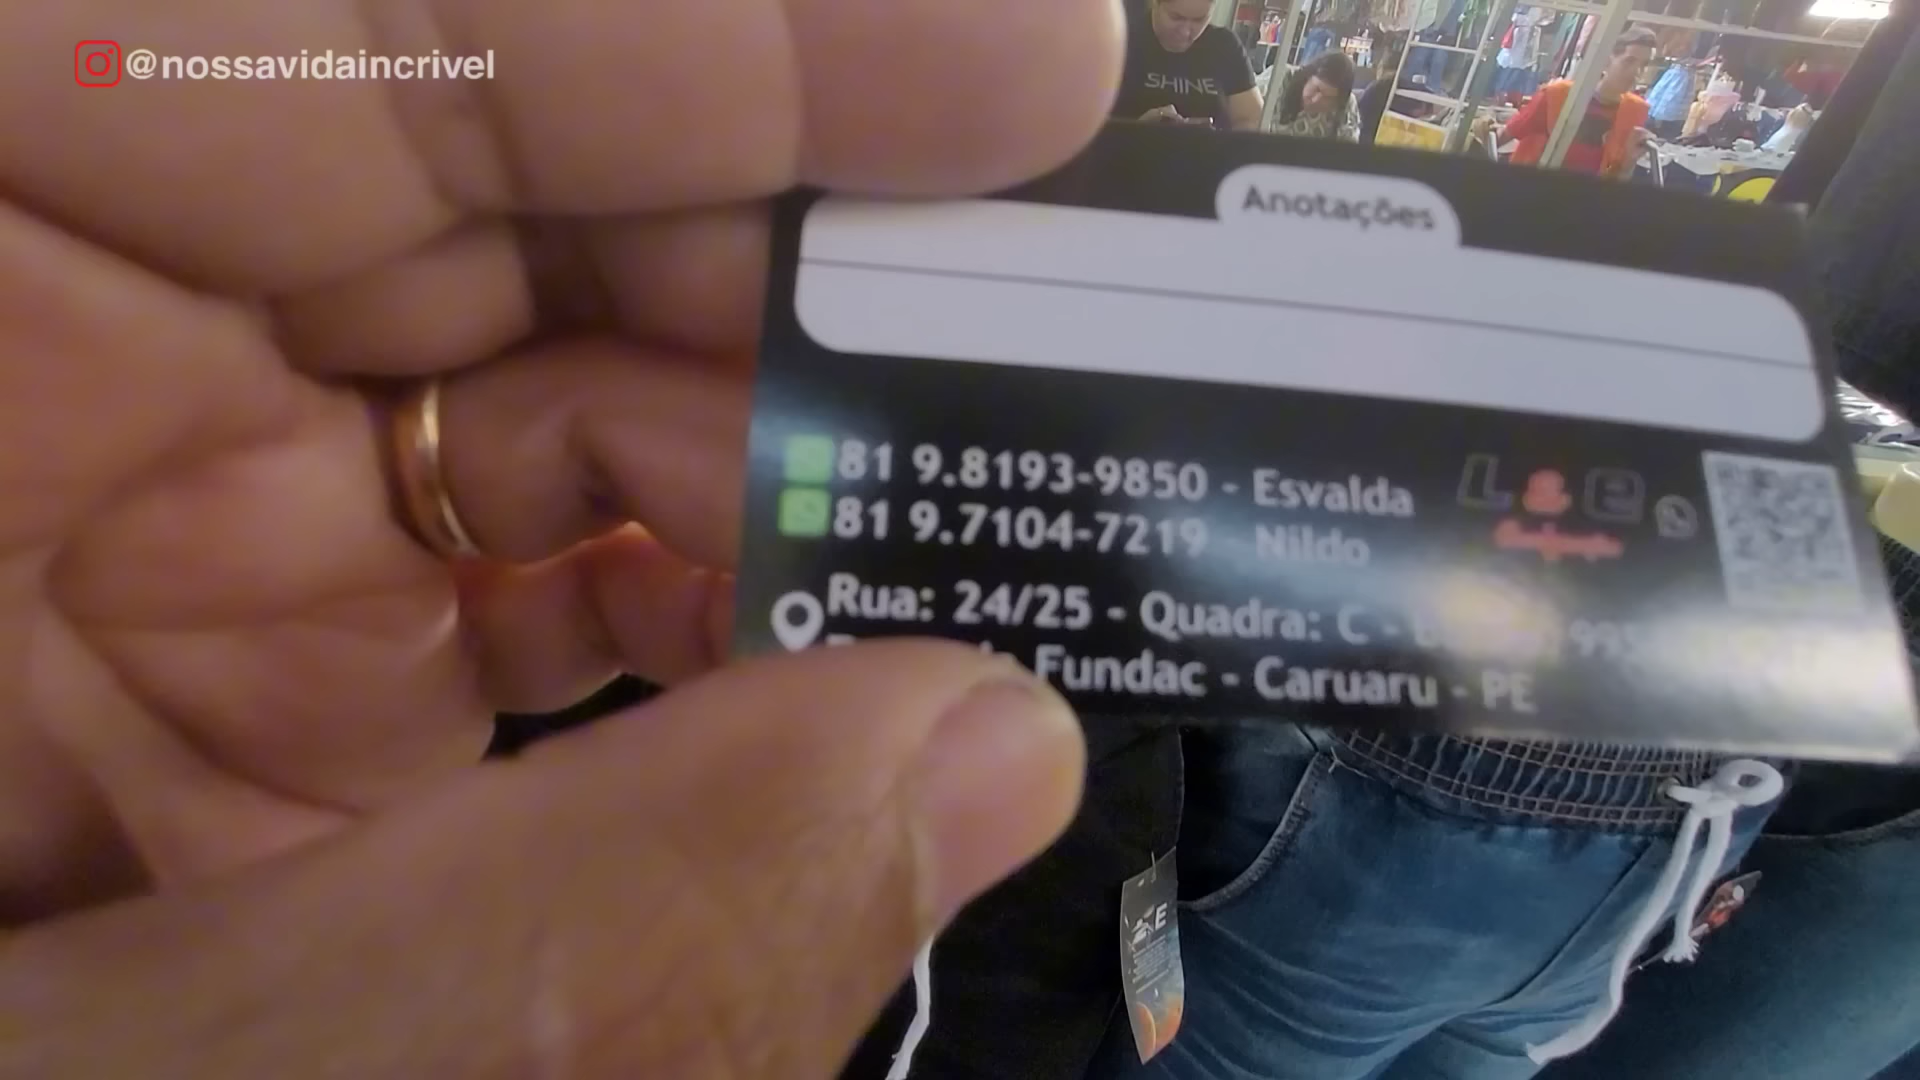 @nossavidaincrivel
SHINE
Anotações
81 9.8193-9850 - Esvalda
81 9.7104-7219 - Nildo
L & e
Rua: 24/25 - Quadra: C -
Fundac - Caruaru - PE